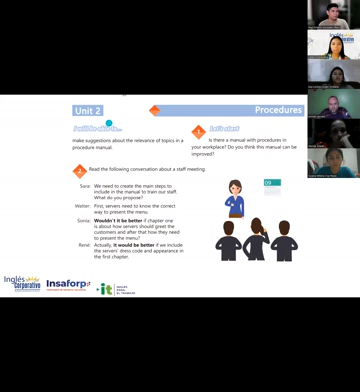 Unit 2
Procedures
I will be able to...
Let's start
make suggestions about the relevance of topics in a
procedure manual.
1.
Is there a manual with procedures in
your workplace? Do you think this manual can be
improved?
2.
Read the following conversation about a staff meeting.
Sara: We need to create the main steps to
include in the manual to train our staff.
What do you propose?
Walter: First, servers need to know the correct
way to present the menu.
Sonia: Wouldn't it be better if chapter one
is about how servers should greet the
customers and after that how they need
to present the menu?
René: Actually, it would be better if we include
the servers' dress code and appearance in
the first chapter.
09
Inglés
Corporativo
Inglés
Corporativo
Insaforp
it
INGLÉS
PARA
EL TRABAJO